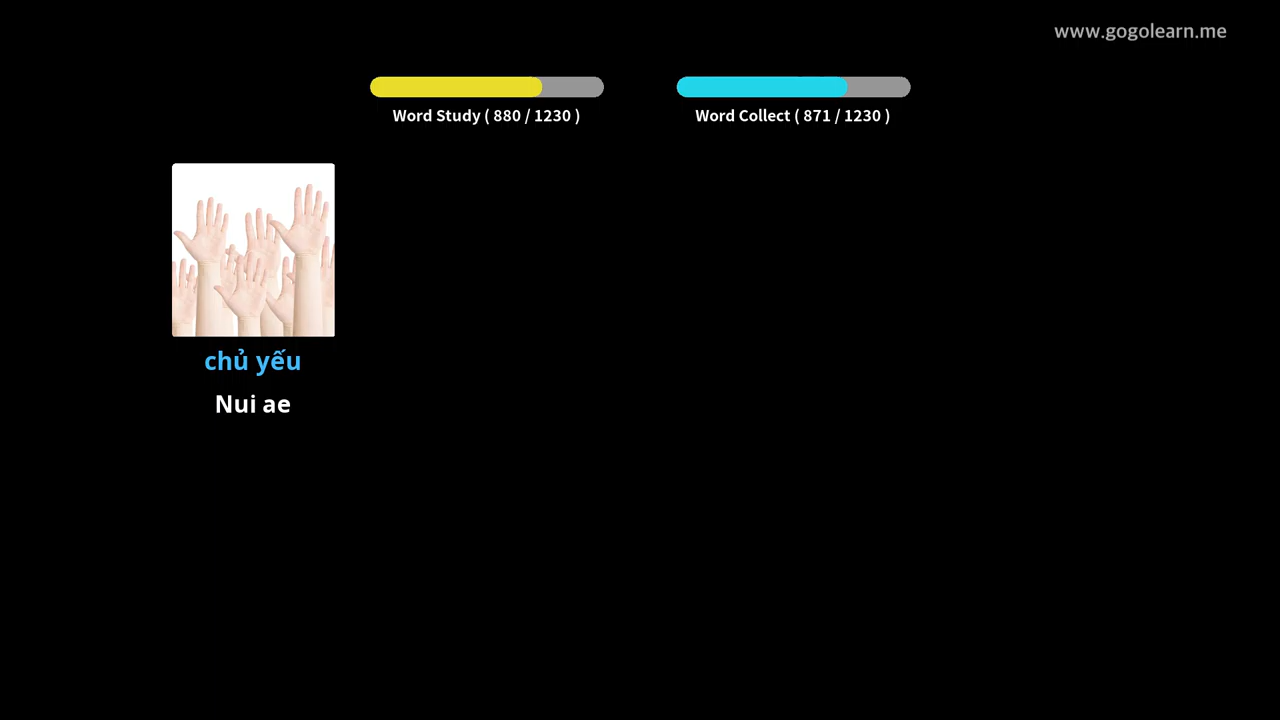 www.gogolearn.me
Word Study ( 880 / 1230 )
Word Collect ( 871 / 1230 )
chủ yếu
Nui ae